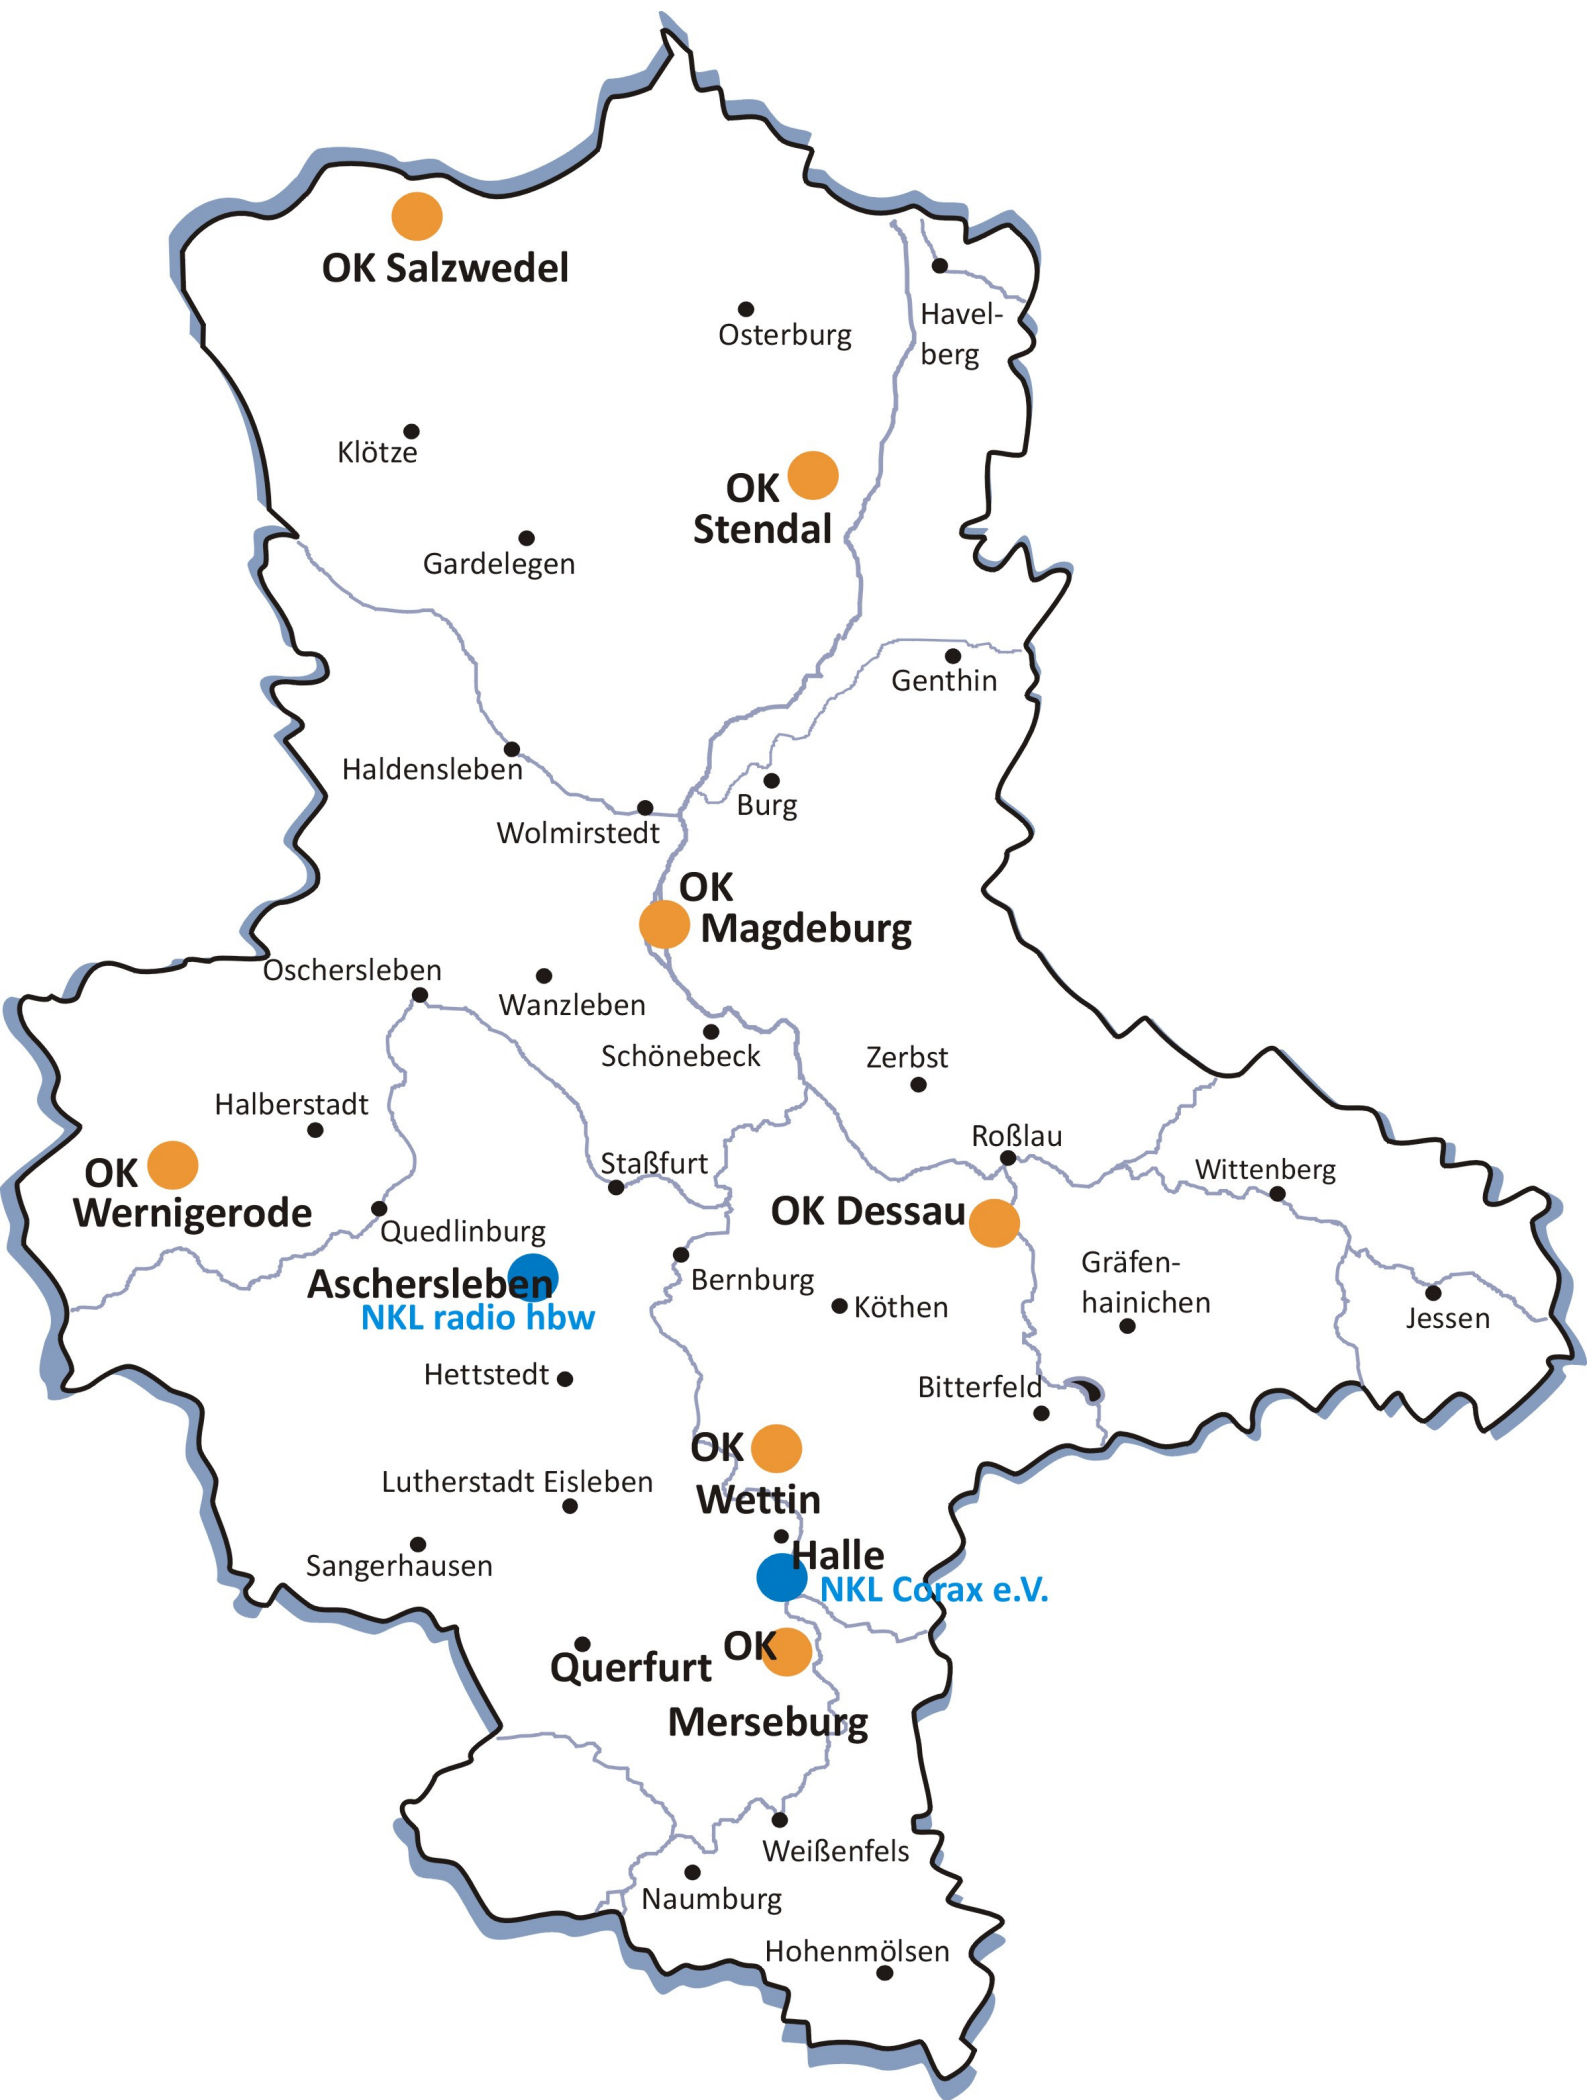 OK Salzwedel
Osterburg
Havel-
berg
Klötze
OK
Stendal
Gardelegen
Genthin
Haldensleben
Burg
Wolmirstedt
OK
Magdeburg
Oschersleben
Wanzleben
Schönebeck
Zerbst
Halberstadt
Roßlau
Staßfurt
Wittenberg
OK
Wernigerode
OK Dessau
Quedlinburg
Gräfen-
hainichen
Aschersleben
NKL radio hbw
Bernburg
Köthen
Jessen
Hettstedt
Bitterfeld
OK
Wettin
Lutherstadt Eisleben
Sangerhausen
Halle
NKL Corax e.V.
Querfurt
OK
Merseburg
Weißenfels
Naumburg
Hohenmölsen